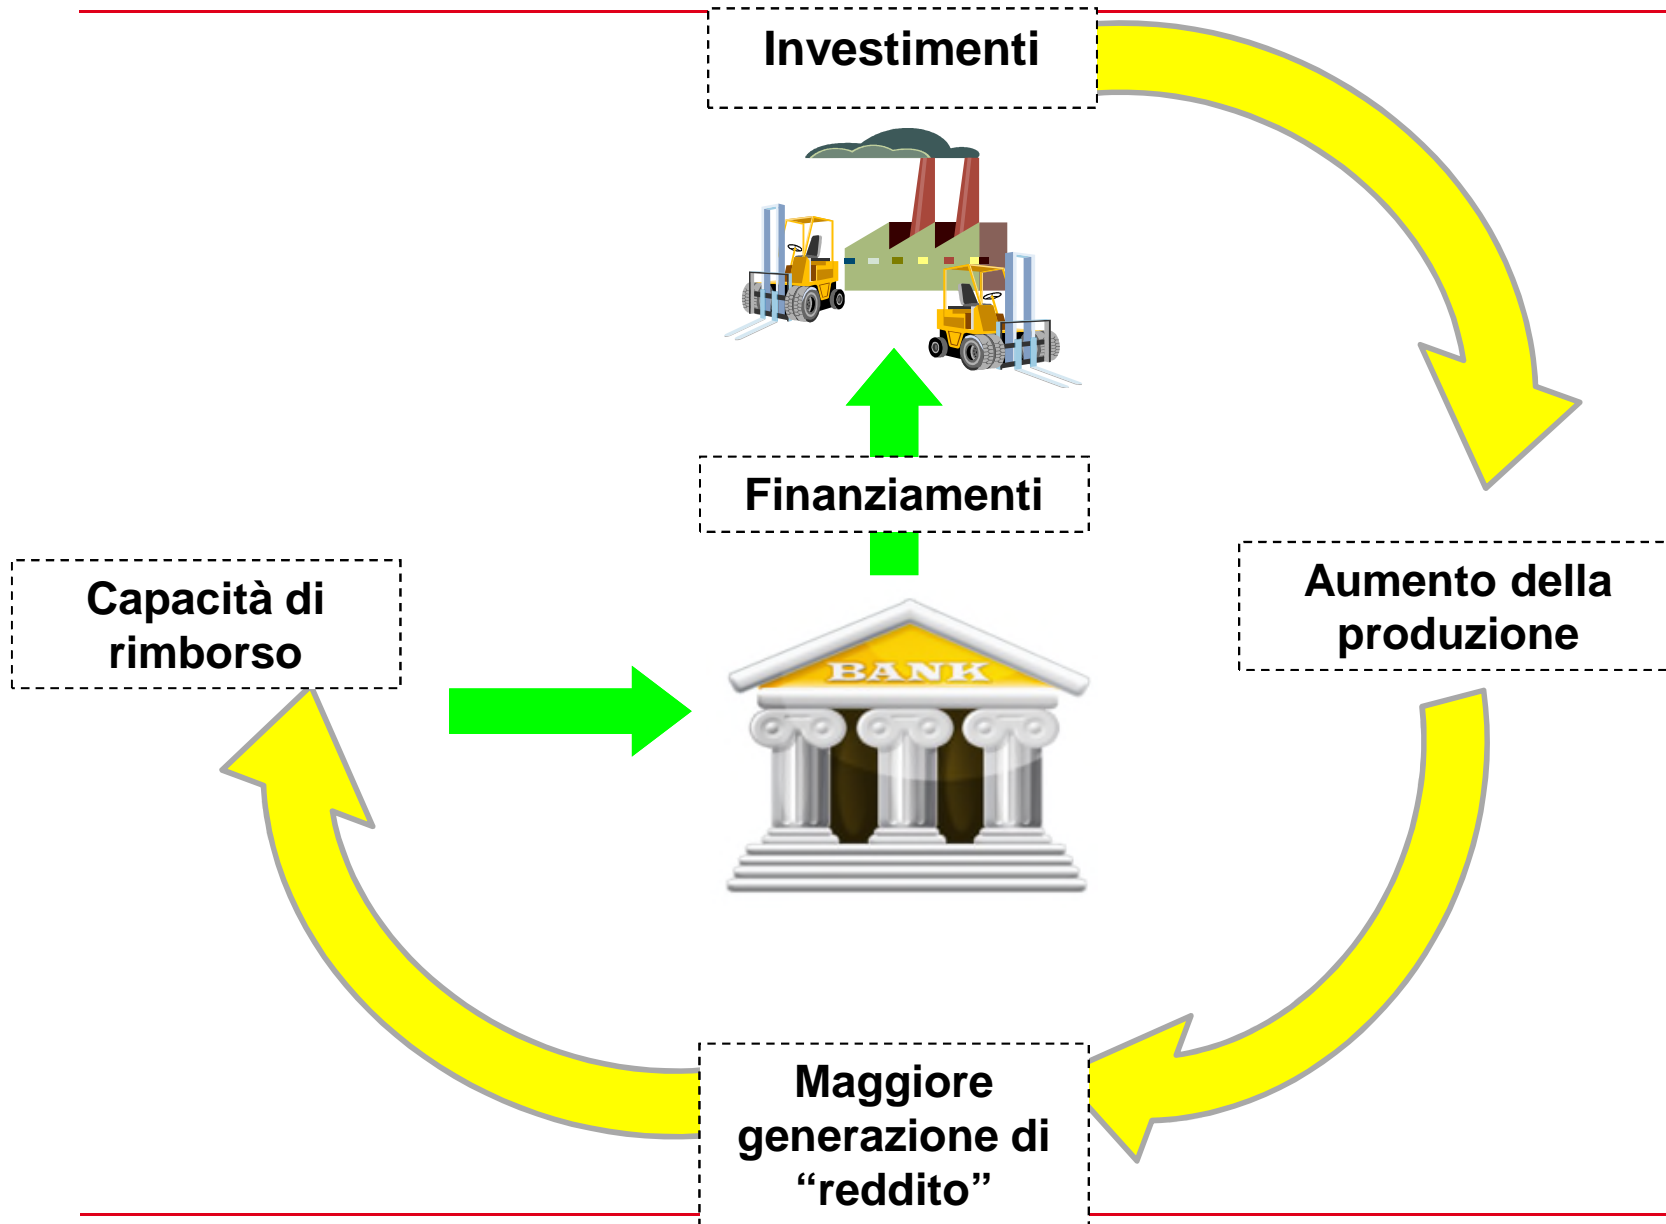 Investimenti
Finanziamenti
Capacità di
rimborso
Aumento della
produzione
BANK
Maggiore
generazione di
“reddito”